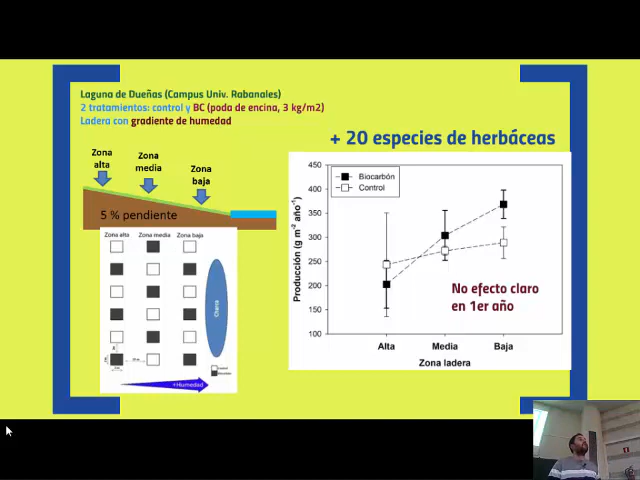 Laguna de Dueñas (Campus Univ. Rabanales)
2 tratamientos: control y BC (poda de encina, 3 kg/m2)
Ladera con gradiente de humedad
+ 20 especies de herbáceas
Zona alta
Zona media
Zona baja
5 % pendiente
Zona alta Zona media Zona baja
Charca
+Humedad
450
400
350
300
250
200
150
100
Producción (g m⁻² año⁻¹)
Biocarbón
Control
No efecto claro
en 1er año
Alta Media Baja
Zona ladera